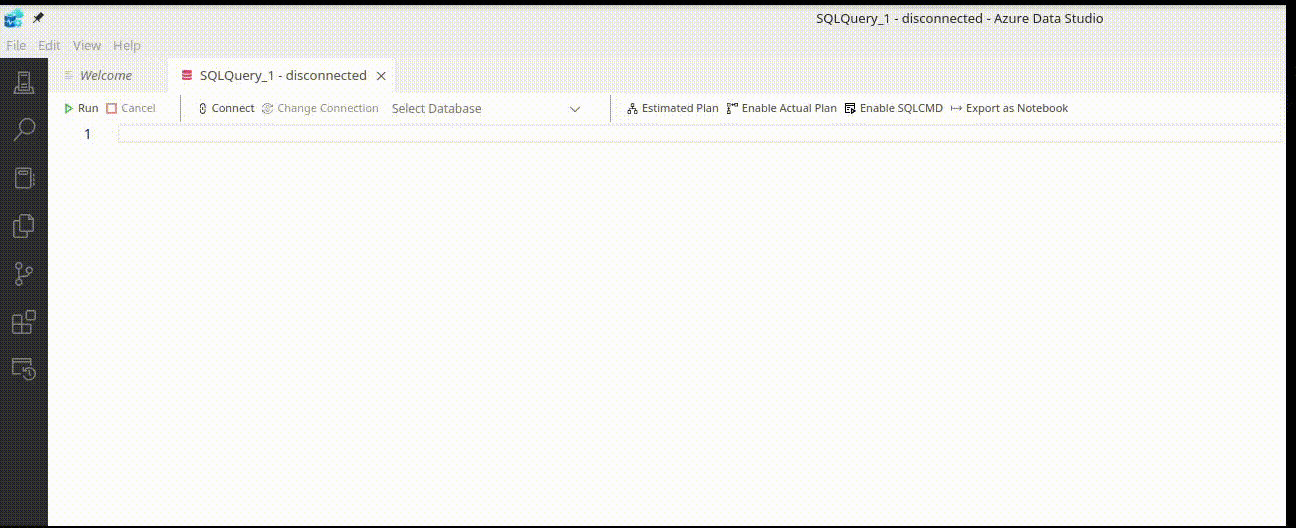 SQLQuery_1 - disconnected - Azure Data Studio
File Edit View Help
Welcome SQLQuery_1 - disconnected
Run Cancel Connect Change Connection Select Database Estimated Plan Enable Actual Plan Enable SQLCMD Export as Notebook
1